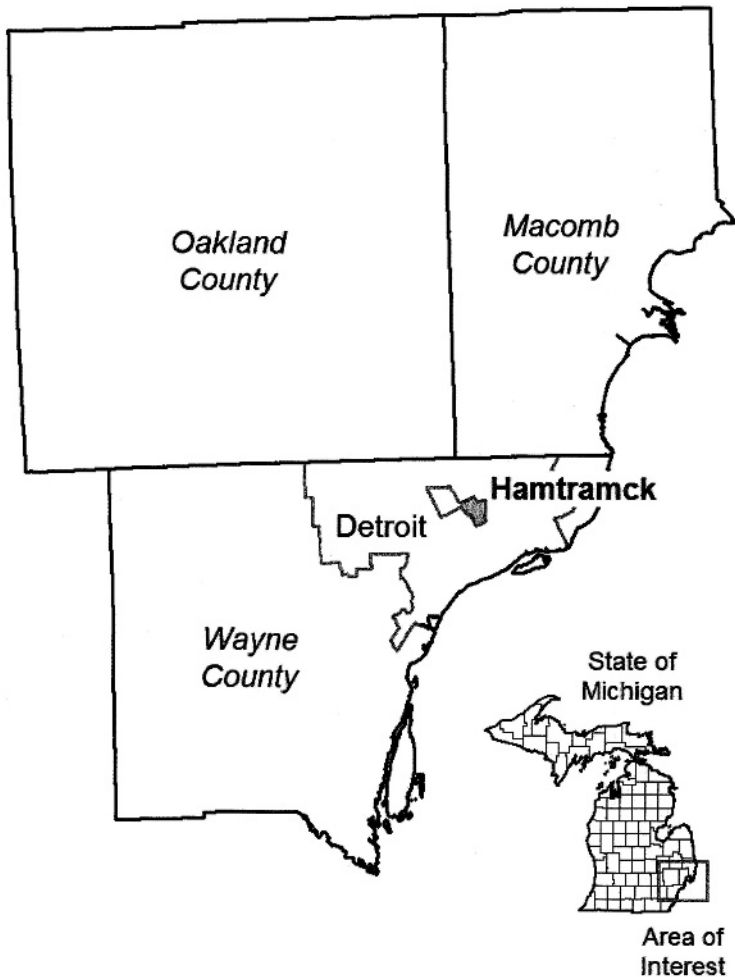 Oakland
County
Macomb
County
Hamtramck
Detroit
Wayne
County
State of
Michigan
Area of
Interest